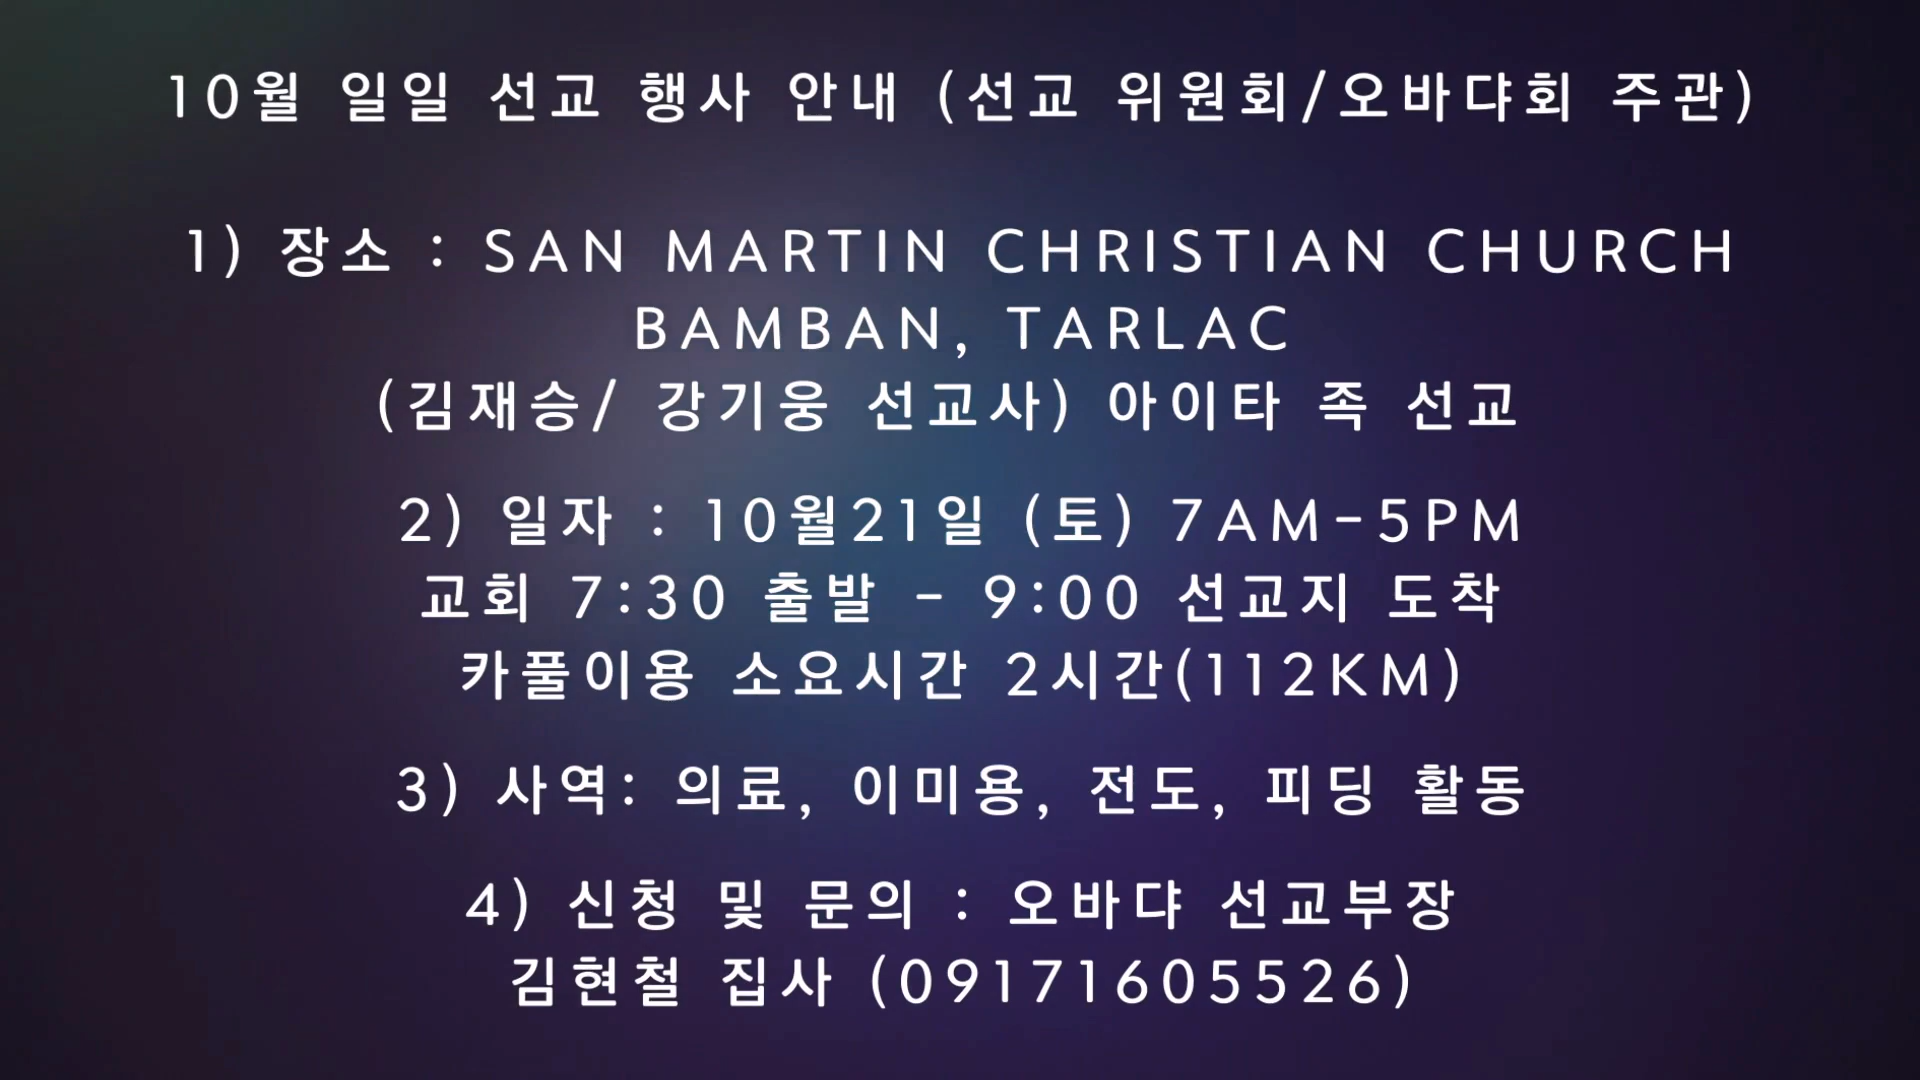 10월 일일 선교 행사 안내 (선교 위원회/오바댜회 주관)
1) 장소 : SAN MARTIN CHRISTIAN CHURCH
BAMBAN, TARLAC
(김재승/ 강기웅 선교사) 아이타 족 선교
2) 일자 : 10월21일 (토) 7AM-5PM
교회 7:30 출발 - 9:00 선교지 도착
카풀이용 소요시간 2시간(112KM)
3) 사역: 의료, 이미용, 전도, 피딩 활동
4) 신청 및 문의 : 오바댜 선교부장
김현철 집사 (09171605526)